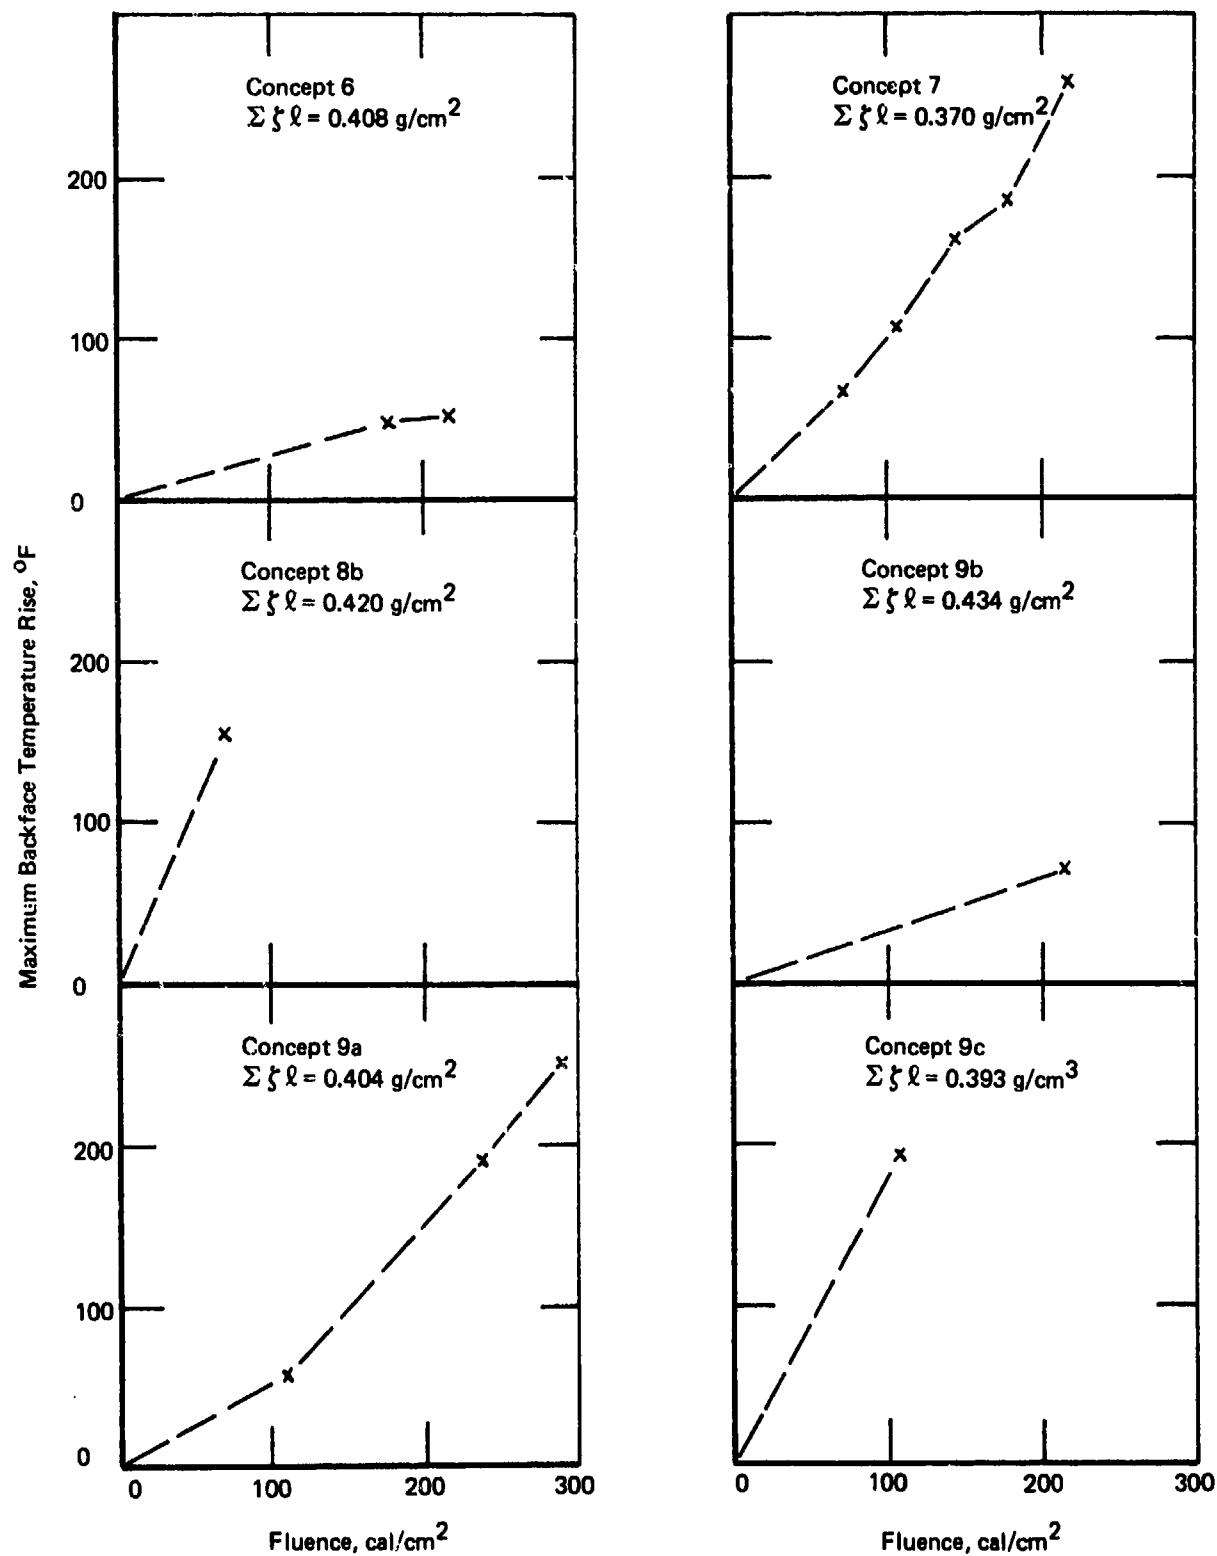 Concept 6
Σ ζ ℓ = 0.408 g/cm²
200
100
0
Concept 7
Σ ζ ℓ = 0.370 g/cm²
Maximum Backface Temperature Rise, °F
Concept 8b
Σ ζ ℓ = 0.420 g/cm²
200
100
0
Concept 9b
Σ ζ ℓ = 0.434 g/cm²
Concept 9a
Σ ζ ℓ = 0.404 g/cm²
200
100
0
0 100 200 300
Fluence, cal/cm²
Concept 9c
Σ ζ ℓ = 0.393 g/cm³
0 100 200 300
Fluence, cal/cm²